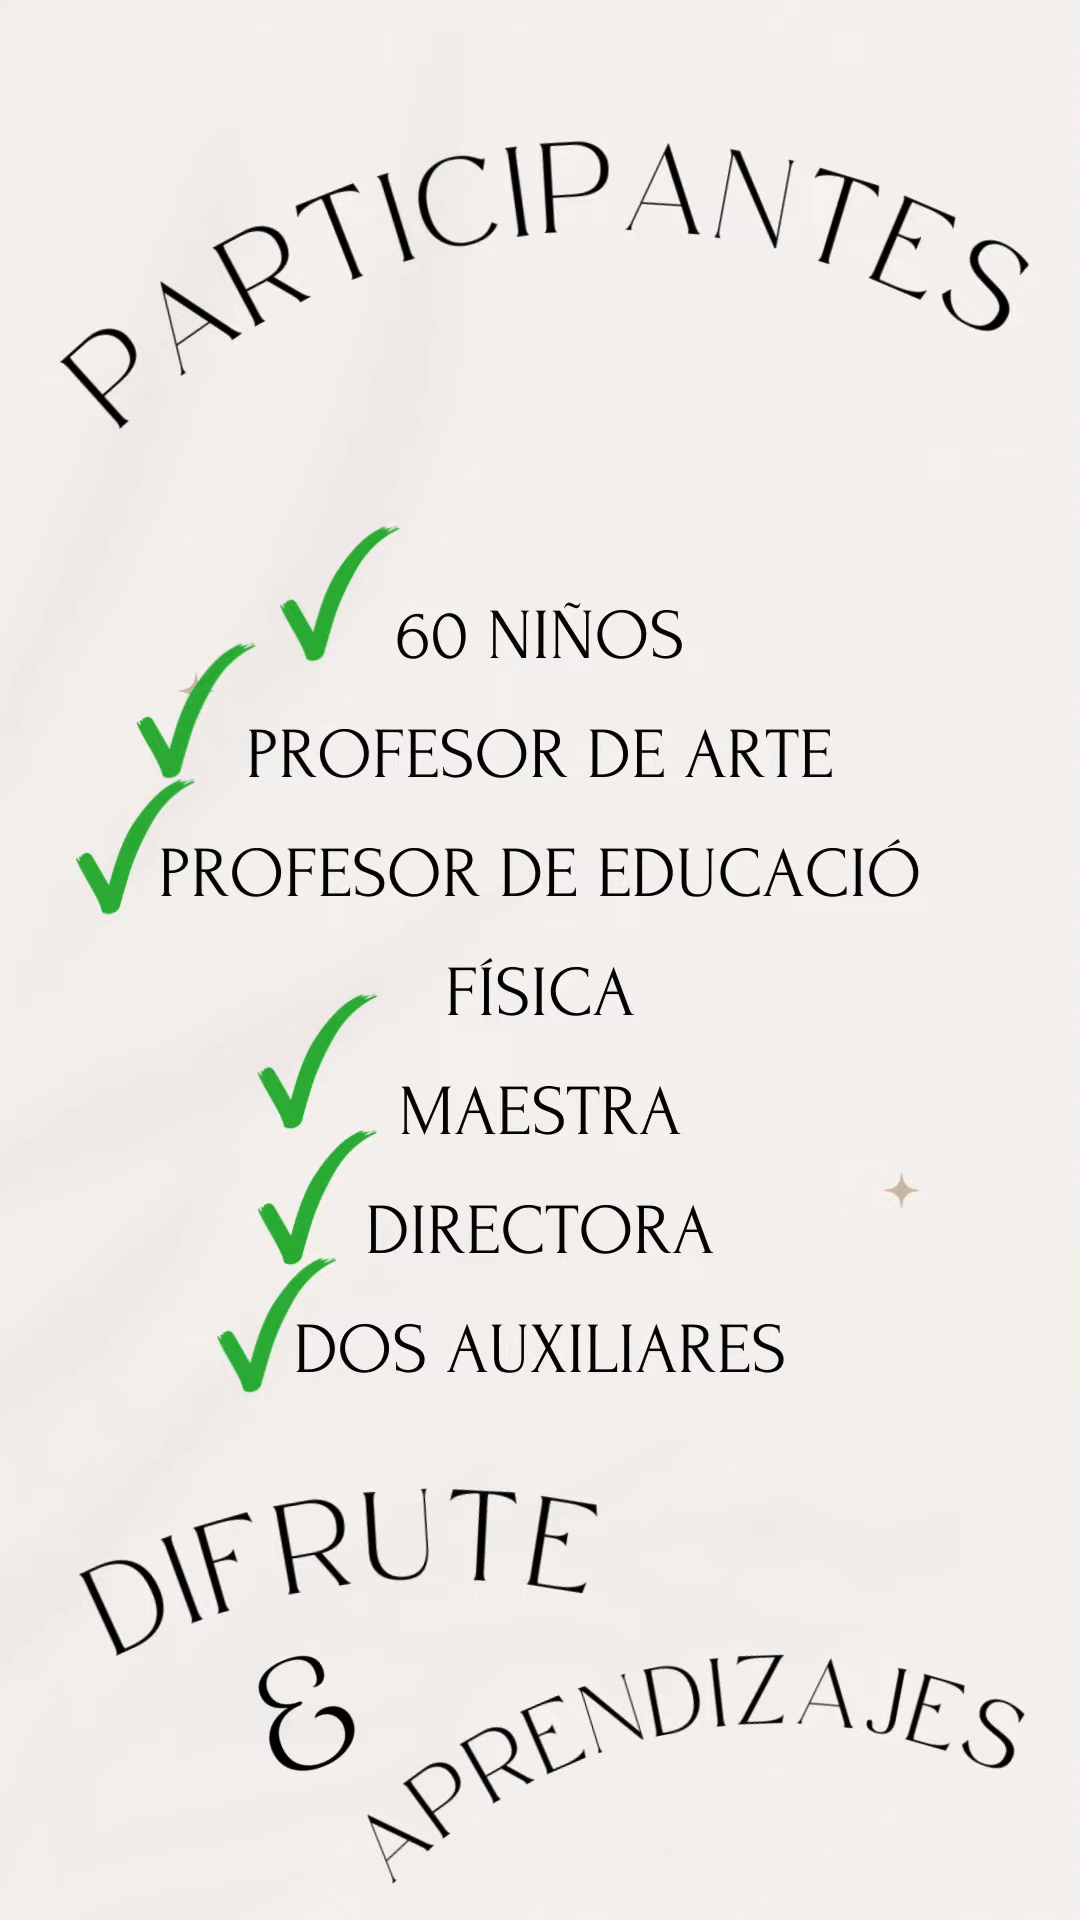 PARTICIPANTES
60 NIÑOS
PROFESOR DE ARTE
PROFESOR DE EDUCACIÓ
FÍSICA
MAESTRA
DIRECTORA
DOS AUXILIARES
DIFRUTE
&
APRENDIZAJES